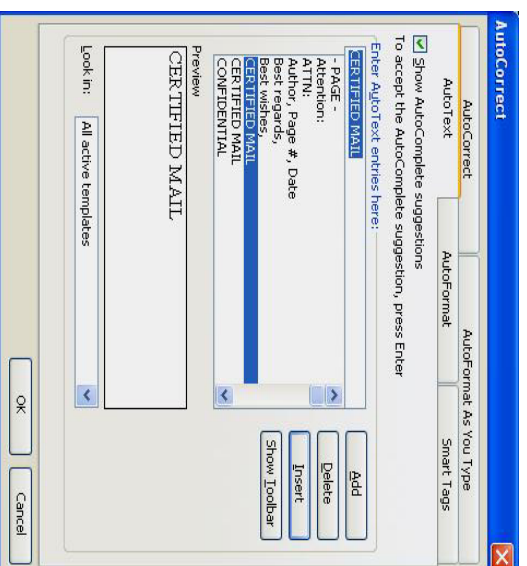 AutoCorrect
AutoCorrect AutoFormat As You Type
AutoText AutoFormat Smart Tags
Show AutoComplete suggestions
To accept the AutoComplete suggestion, press Enter
Enter AutoText entries here:
CERTIFIED MAIL
Add
- PAGE -
Attention:
ATTN:
Author, Page #, Date
Best regards,
Best wishes,
CERTIFIED MAIL
CERTIFIED MAIL
CONFIDENTIAL
Delete
Insert
Show Toolbar
Preview
CERTIFIED MAIL
Look in: All active templates
OK Cancel